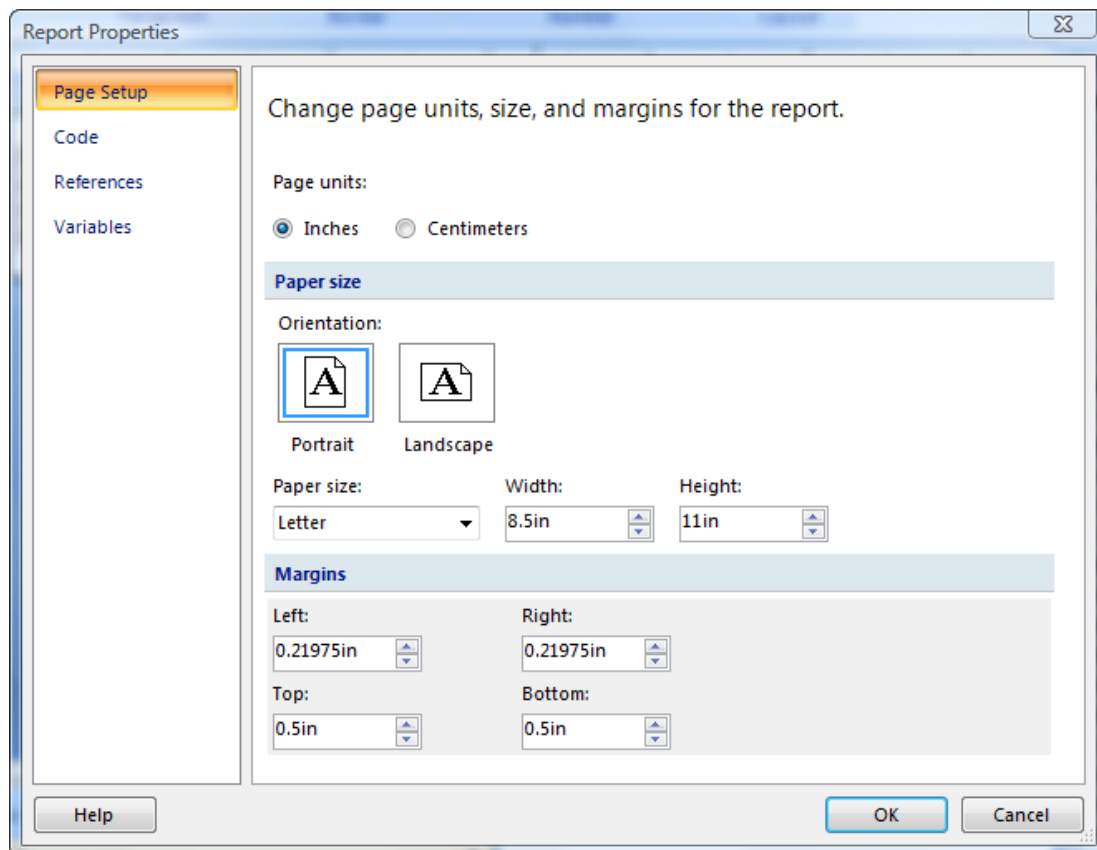 Report Properties
Page Setup
Code
References
Variables
Change page units, size, and margins for the report.
Page units:
Inches Centimeters
Paper size
Orientation:
A A
Portrait Landscape
Paper size: Width: Height:
Letter 8.5in 11in
Margins
Left: Right:
0.21975in 0.21975in
Top: Bottom:
0.5in 0.5in
Help OK Cancel